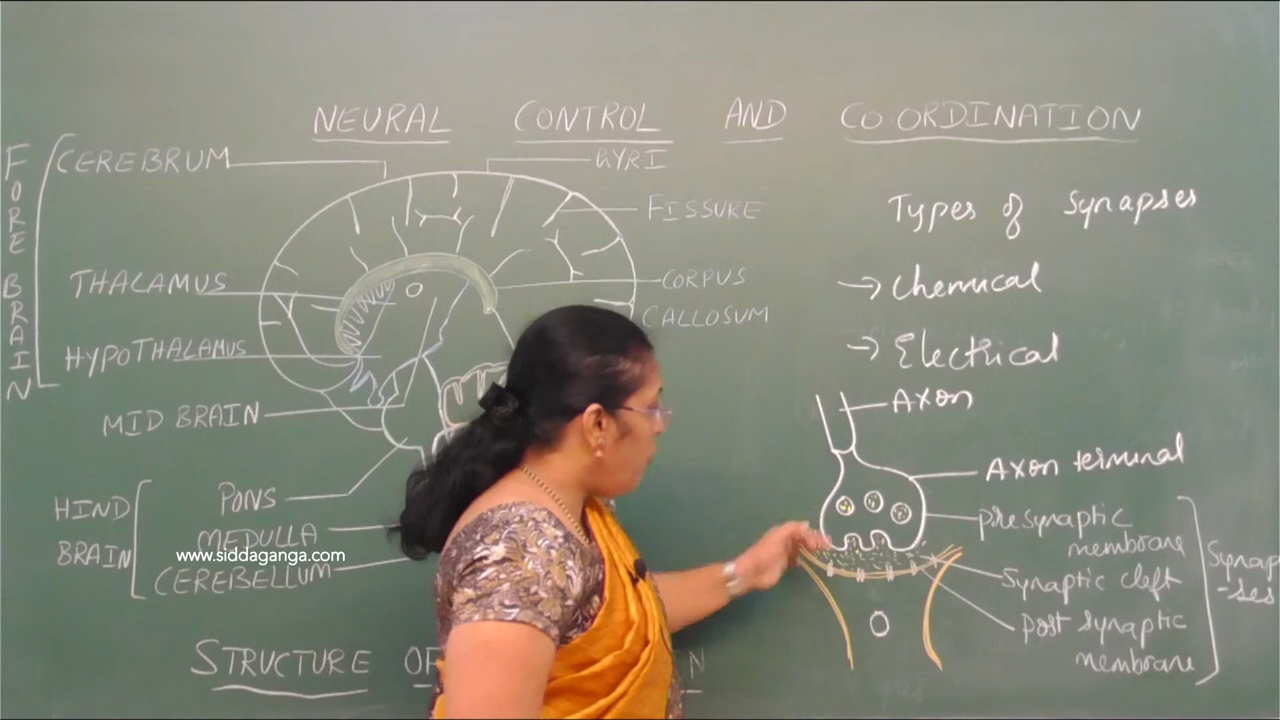 NEURAL CONTROL AND CO-ORDINATION
FORE BRAIN
CEREBRUM
GYRI
FISSURE
THALAMUS
CORPUS
CALLOSUM
HYPOTHALAMUS
MID BRAIN
HIND
BRAIN
PONS
MEDULLA
www.siddaganga.com
CEREBELLUM
STRUCTURE OF
N
Types of Synapses
→ Chemical
→ Electrical
Axon
Axon terminal
presynaptic
membrane
Synaptic cleft
post synaptic
membrane
Synap
-ses